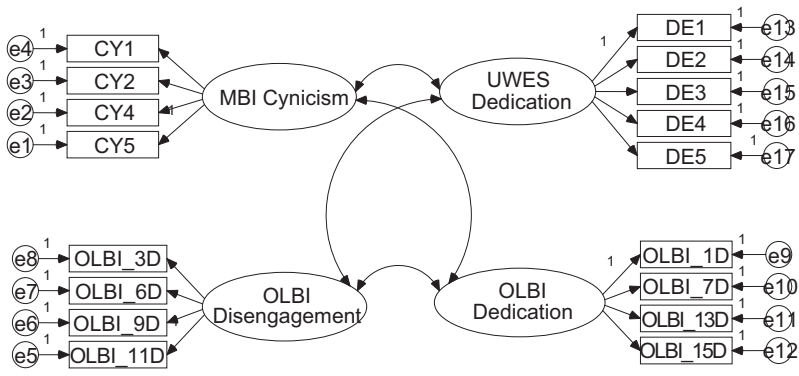 e4 1 CY1
e3 1 CY2
e2 1 CY4 1
e1 1 CY5
MBI Cynicism
UWES
Dedication
1 DE1 1 e13
DE2 1 e14
DE3 1 e15
DE4 1 e16
DE5 1 e17
e8 1 OLBI_3D
e7 1 OLBI_6D
e6 1 OLBI_9D 1
e5 1 OLBI_11D
OLBI
Disengagement
OLBI
Dedication
1 OLBI_1D 1 e9
OLBI_7D 1 e10
OLBI_13D 1 e11
OLBI_15D 1 e12